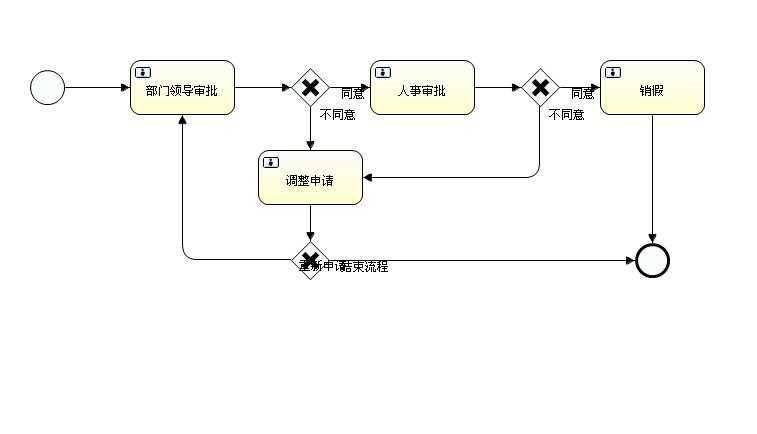 部门领导审批
同意
人事审批
同意
销假
不同意
不同意
调整申请
重新申请
结束流程